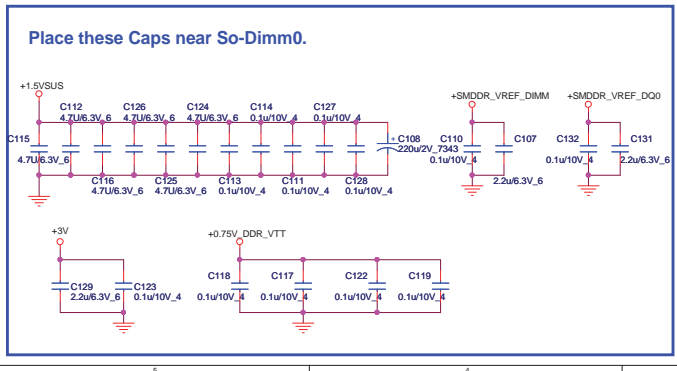 Place these Caps near So-Dimm0.
+1.5VSUS
+SMDDR_VREF_DIMM
+SMDDR_VREF_DQ0
C112
C126
C124
C114
C127
4.7U/6.3V_6
4.7U/6.3V_6
4.7U/6.3V_6
0.1u/10V_4
0.1u/10V_4
C115
+
C108
C110
C107
C132
C131
220u/2V_7343
4.7U/6.3V_6
0.1u/10V_4
0.1u/10V_4
2.2u/6.3V_6
C116
C125
C113
C111
C128
2.2u/6.3V_6
4.7U/6.3V_6
4.7U/6.3V_6
0.1u/10V_4
0.1u/10V_4
0.1u/10V_4
+3V
+0.75V_DDR_VTT
C118
C117
C122
C119
C129
C123
2.2u/6.3V_6
0.1u/10V_4
0.1u/10V_4
0.1u/10V_4
0.1u/10V_4
0.1u/10V_4
5
4